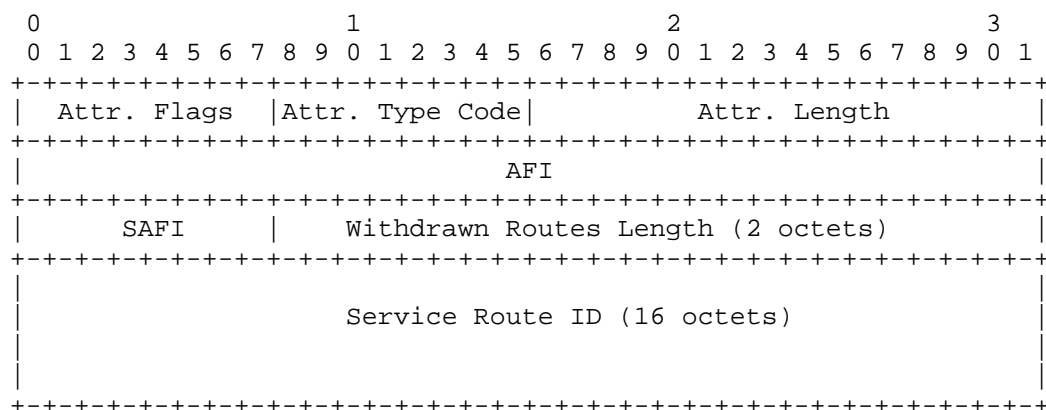 0                   1                   2                   3
 0 1 2 3 4 5 6 7 8 9 0 1 2 3 4 5 6 7 8 9 0 1 2 3 4 5 6 7 8 9 0 1
+-+-+-+-+-+-+-+-+-+-+-+-+-+-+-+-+-+-+-+-+-+-+-+-+-+-+-+-+-+-+-+-+
|  Attr. Flags  |Attr. Type Code|          Attr. Length         |
+-+-+-+-+-+-+-+-+-+-+-+-+-+-+-+-+-+-+-+-+-+-+-+-+-+-+-+-+-+-+-+-+
|                              AFI                              |
+-+-+-+-+-+-+-+-+-+-+-+-+-+-+-+-+-+-+-+-+-+-+-+-+-+-+-+-+-+-+-+-+
|      SAFI     |    Withdrawn Routes Length (2 octets)         |
+-+-+-+-+-+-+-+-+-+-+-+-+-+-+-+-+-+-+-+-+-+-+-+-+-+-+-+-+-+-+-+-+
|                                                               |
|                    Service Route ID (16 octets)               |
|                                                               |
|                                                               |
+-+-+-+-+-+-+-+-+-+-+-+-+-+-+-+-+-+-+-+-+-+-+-+-+-+-+-+-+-+-+-+-+